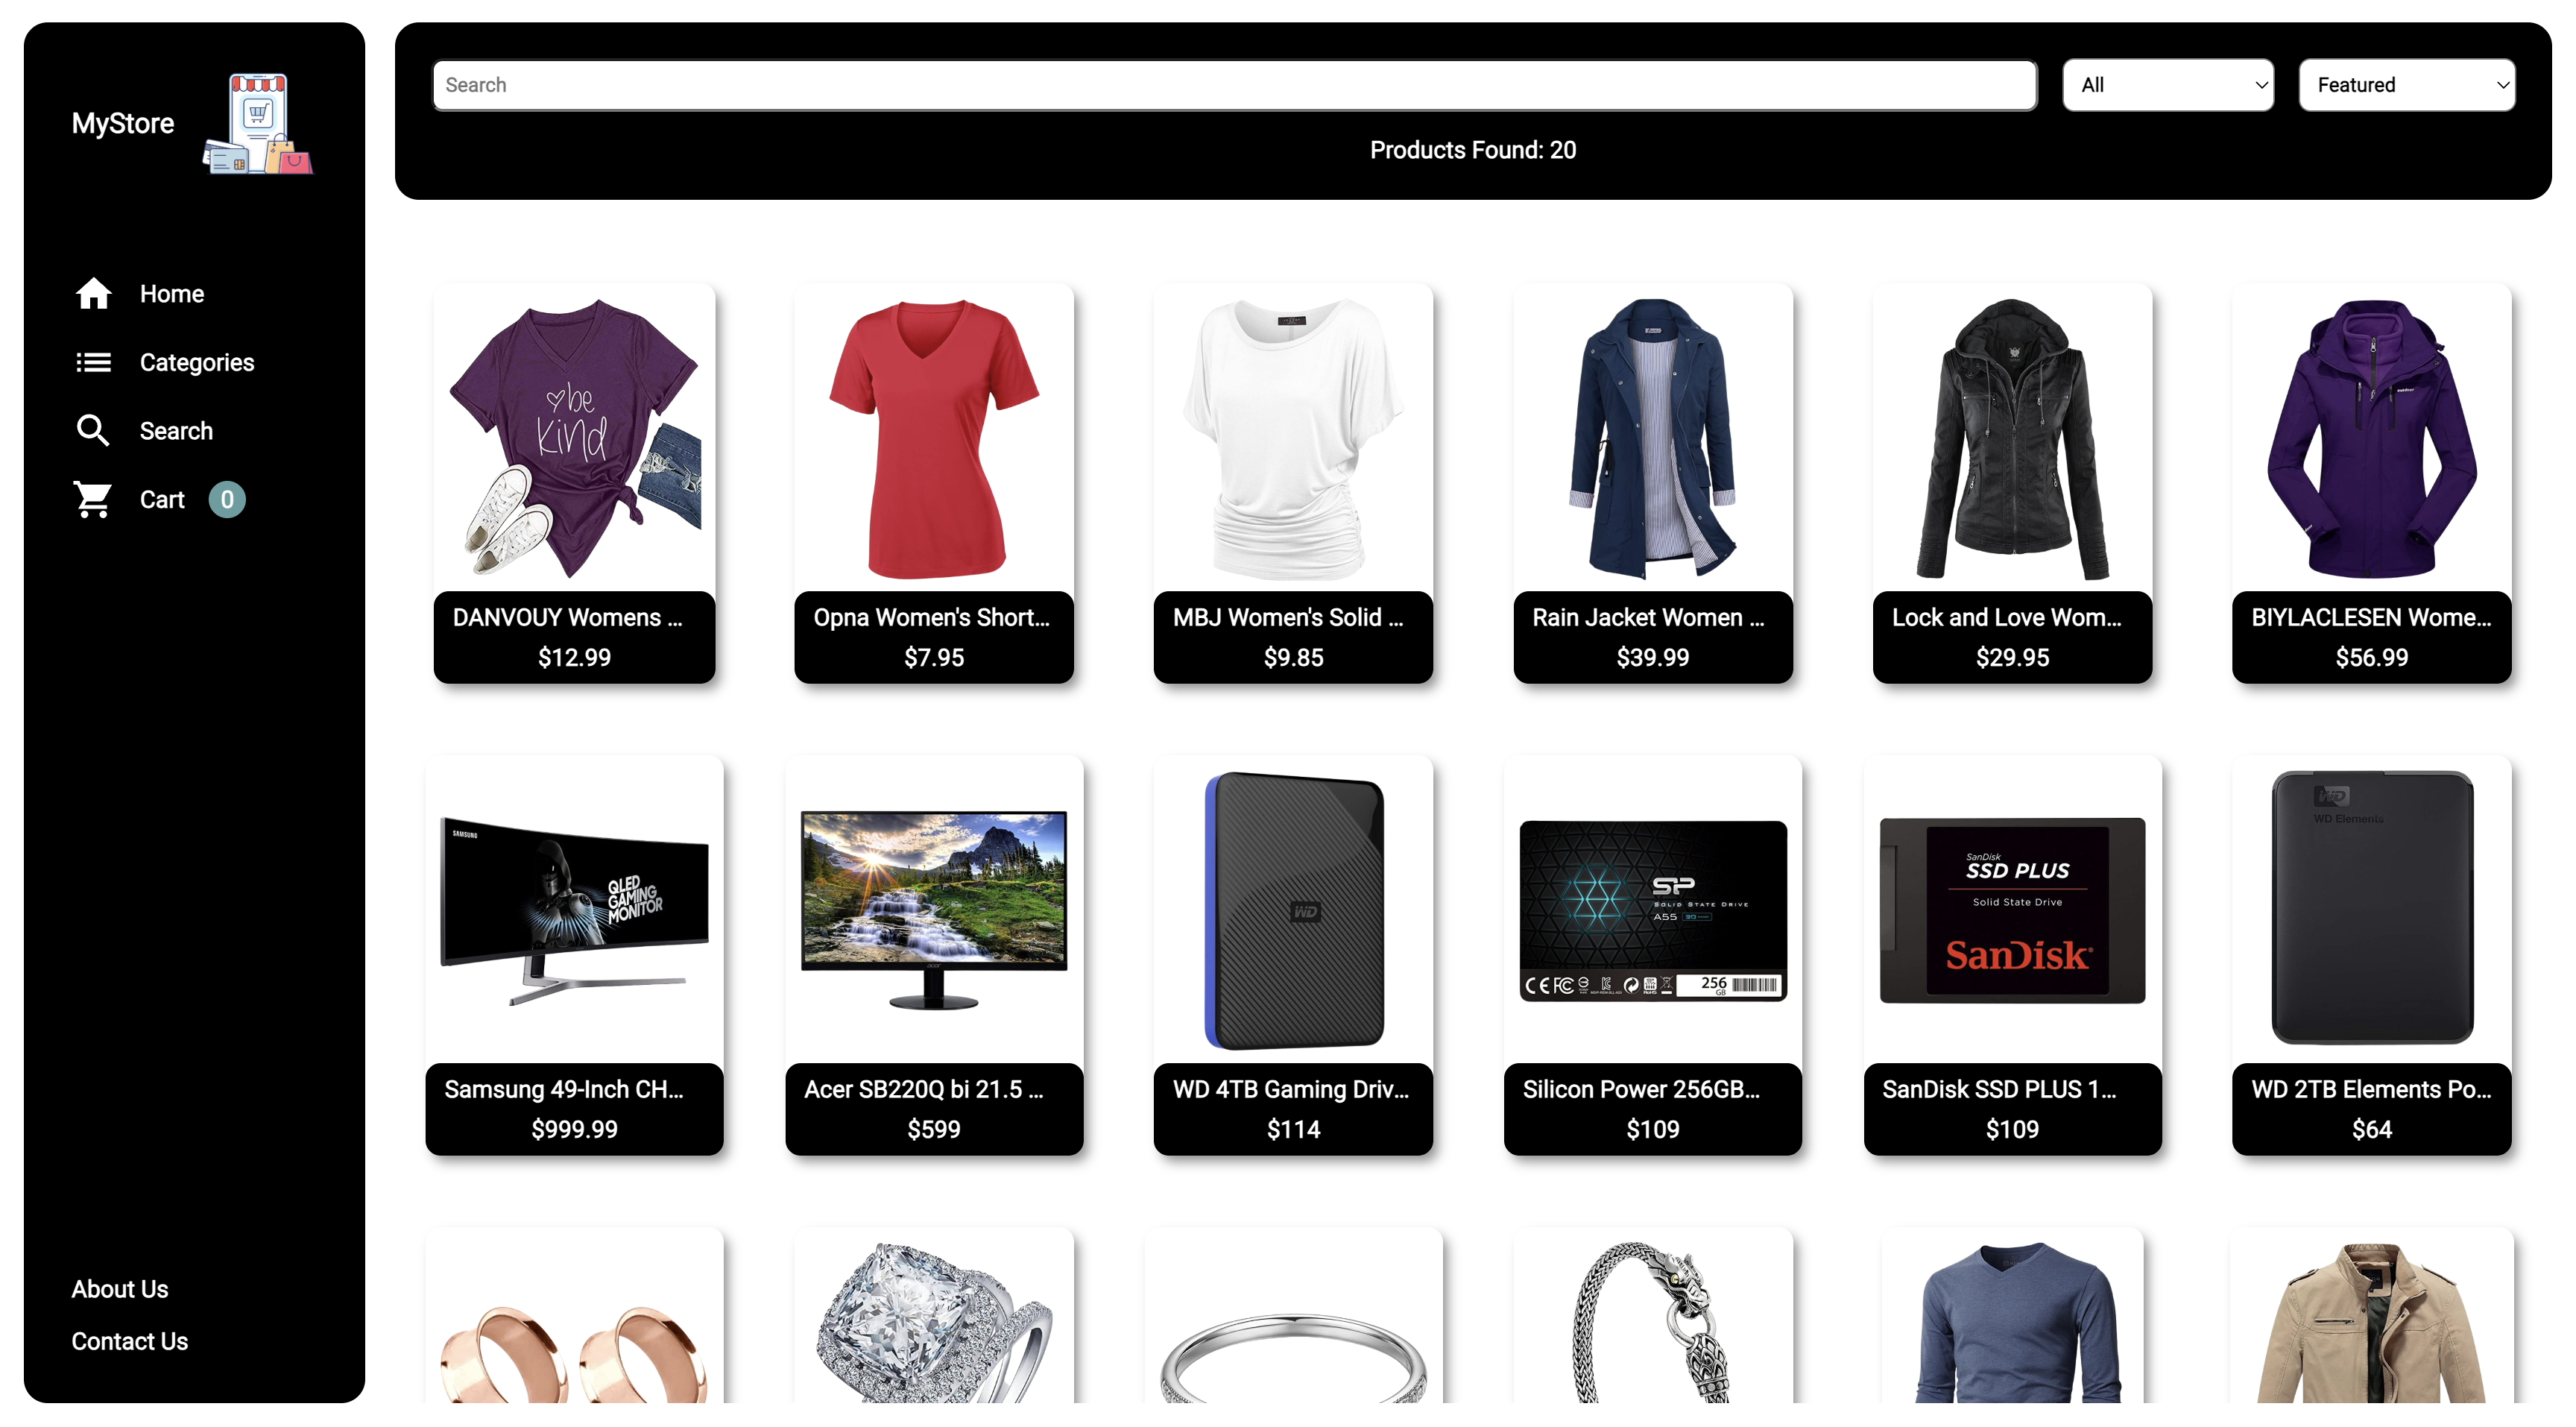 MyStore
Home
Categories
Search
Cart 0
About Us
Contact Us
Search
All
Featured
Products Found: 20
be
kind
DANVOUY Womens ...
$12.99
Opna Women's Short...
$7.95
MBJ Women's Solid ...
$9.85
Rain Jacket Women ...
$39.99
Lock and Love Wom...
$29.95
BIYLACLESEN Wome...
$56.99
SAMSUNG
QLED
GAMING
MONITOR
Samsung 49-Inch CH...
$999.99
acer
Acer SB220Q bi 21.5 ...
$599
WD
WD 4TB Gaming Driv...
$114
SP
SOLID STATE DRIVE
A55
256
GB
Silicon Power 256GB...
$109
SanDisk
SSD PLUS
Solid State Drive
SanDisk
SanDisk SSD PLUS 1...
$109
WD
WD Elements
WD 2TB Elements Po...
$64